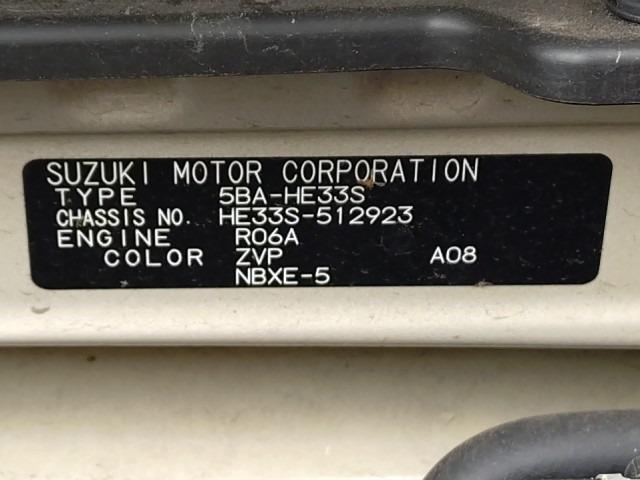 SUZUKI MOTOR CORPORATION
TYPE 5BA-HE33S
CHASSIS NO. HE33S-512923
ENGINE R06A
COLOR ZVP A08
NBXE-5